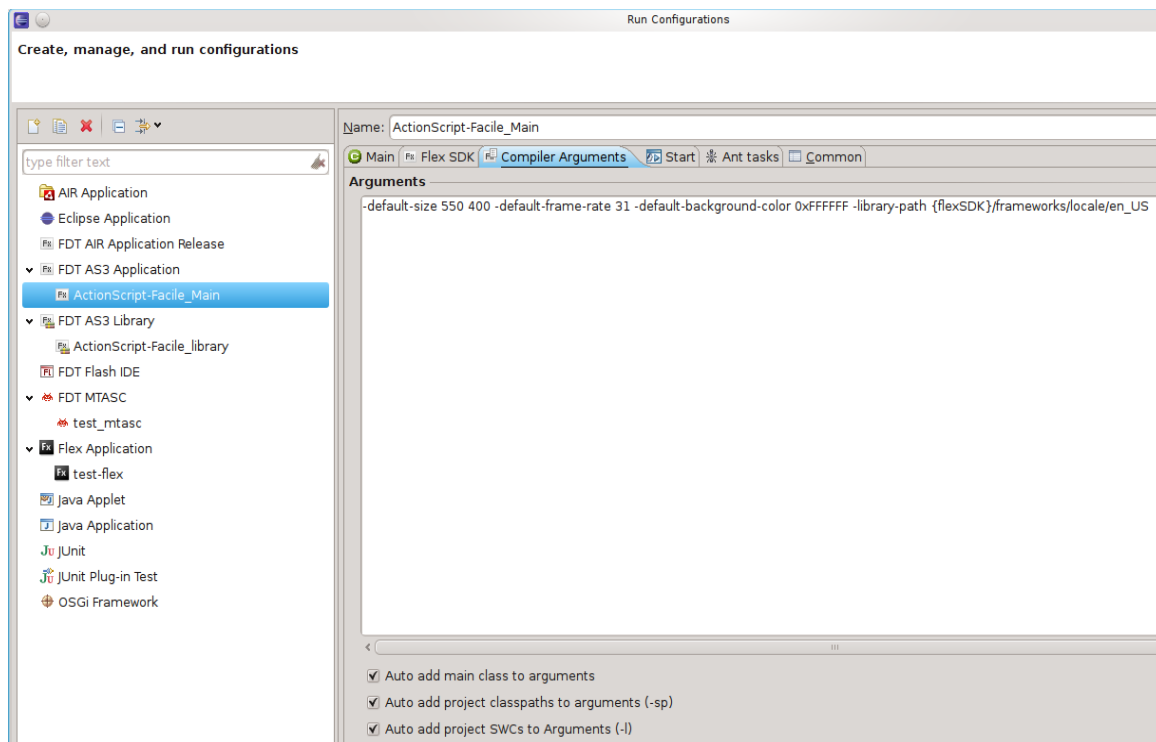 Run Configurations
Create, manage, and run configurations
Name: ActionScript-Facile_Main
type filter text
Main Flex SDK Compiler Arguments Start Ant tasks Common
Arguments
-default-size 550 400 -default-frame-rate 31 -default-background-color 0xFFFFFF -library-path {flexSDK}/frameworks/locale/en_US
AIR Application
Eclipse Application
FDT AIR Application Release
FDT AS3 Application
ActionScript-Facile_Main
FDT AS3 Library
ActionScript-Facile_library
FDT Flash IDE
FDT MTASC
test_mtasc
Flex Application
test-flex
Java Applet
Java Application
JUnit
JUnit Plug-in Test
OSGi Framework
Auto add main class to arguments
Auto add project classpaths to arguments (-sp)
Auto add project SWCs to Arguments (-l)